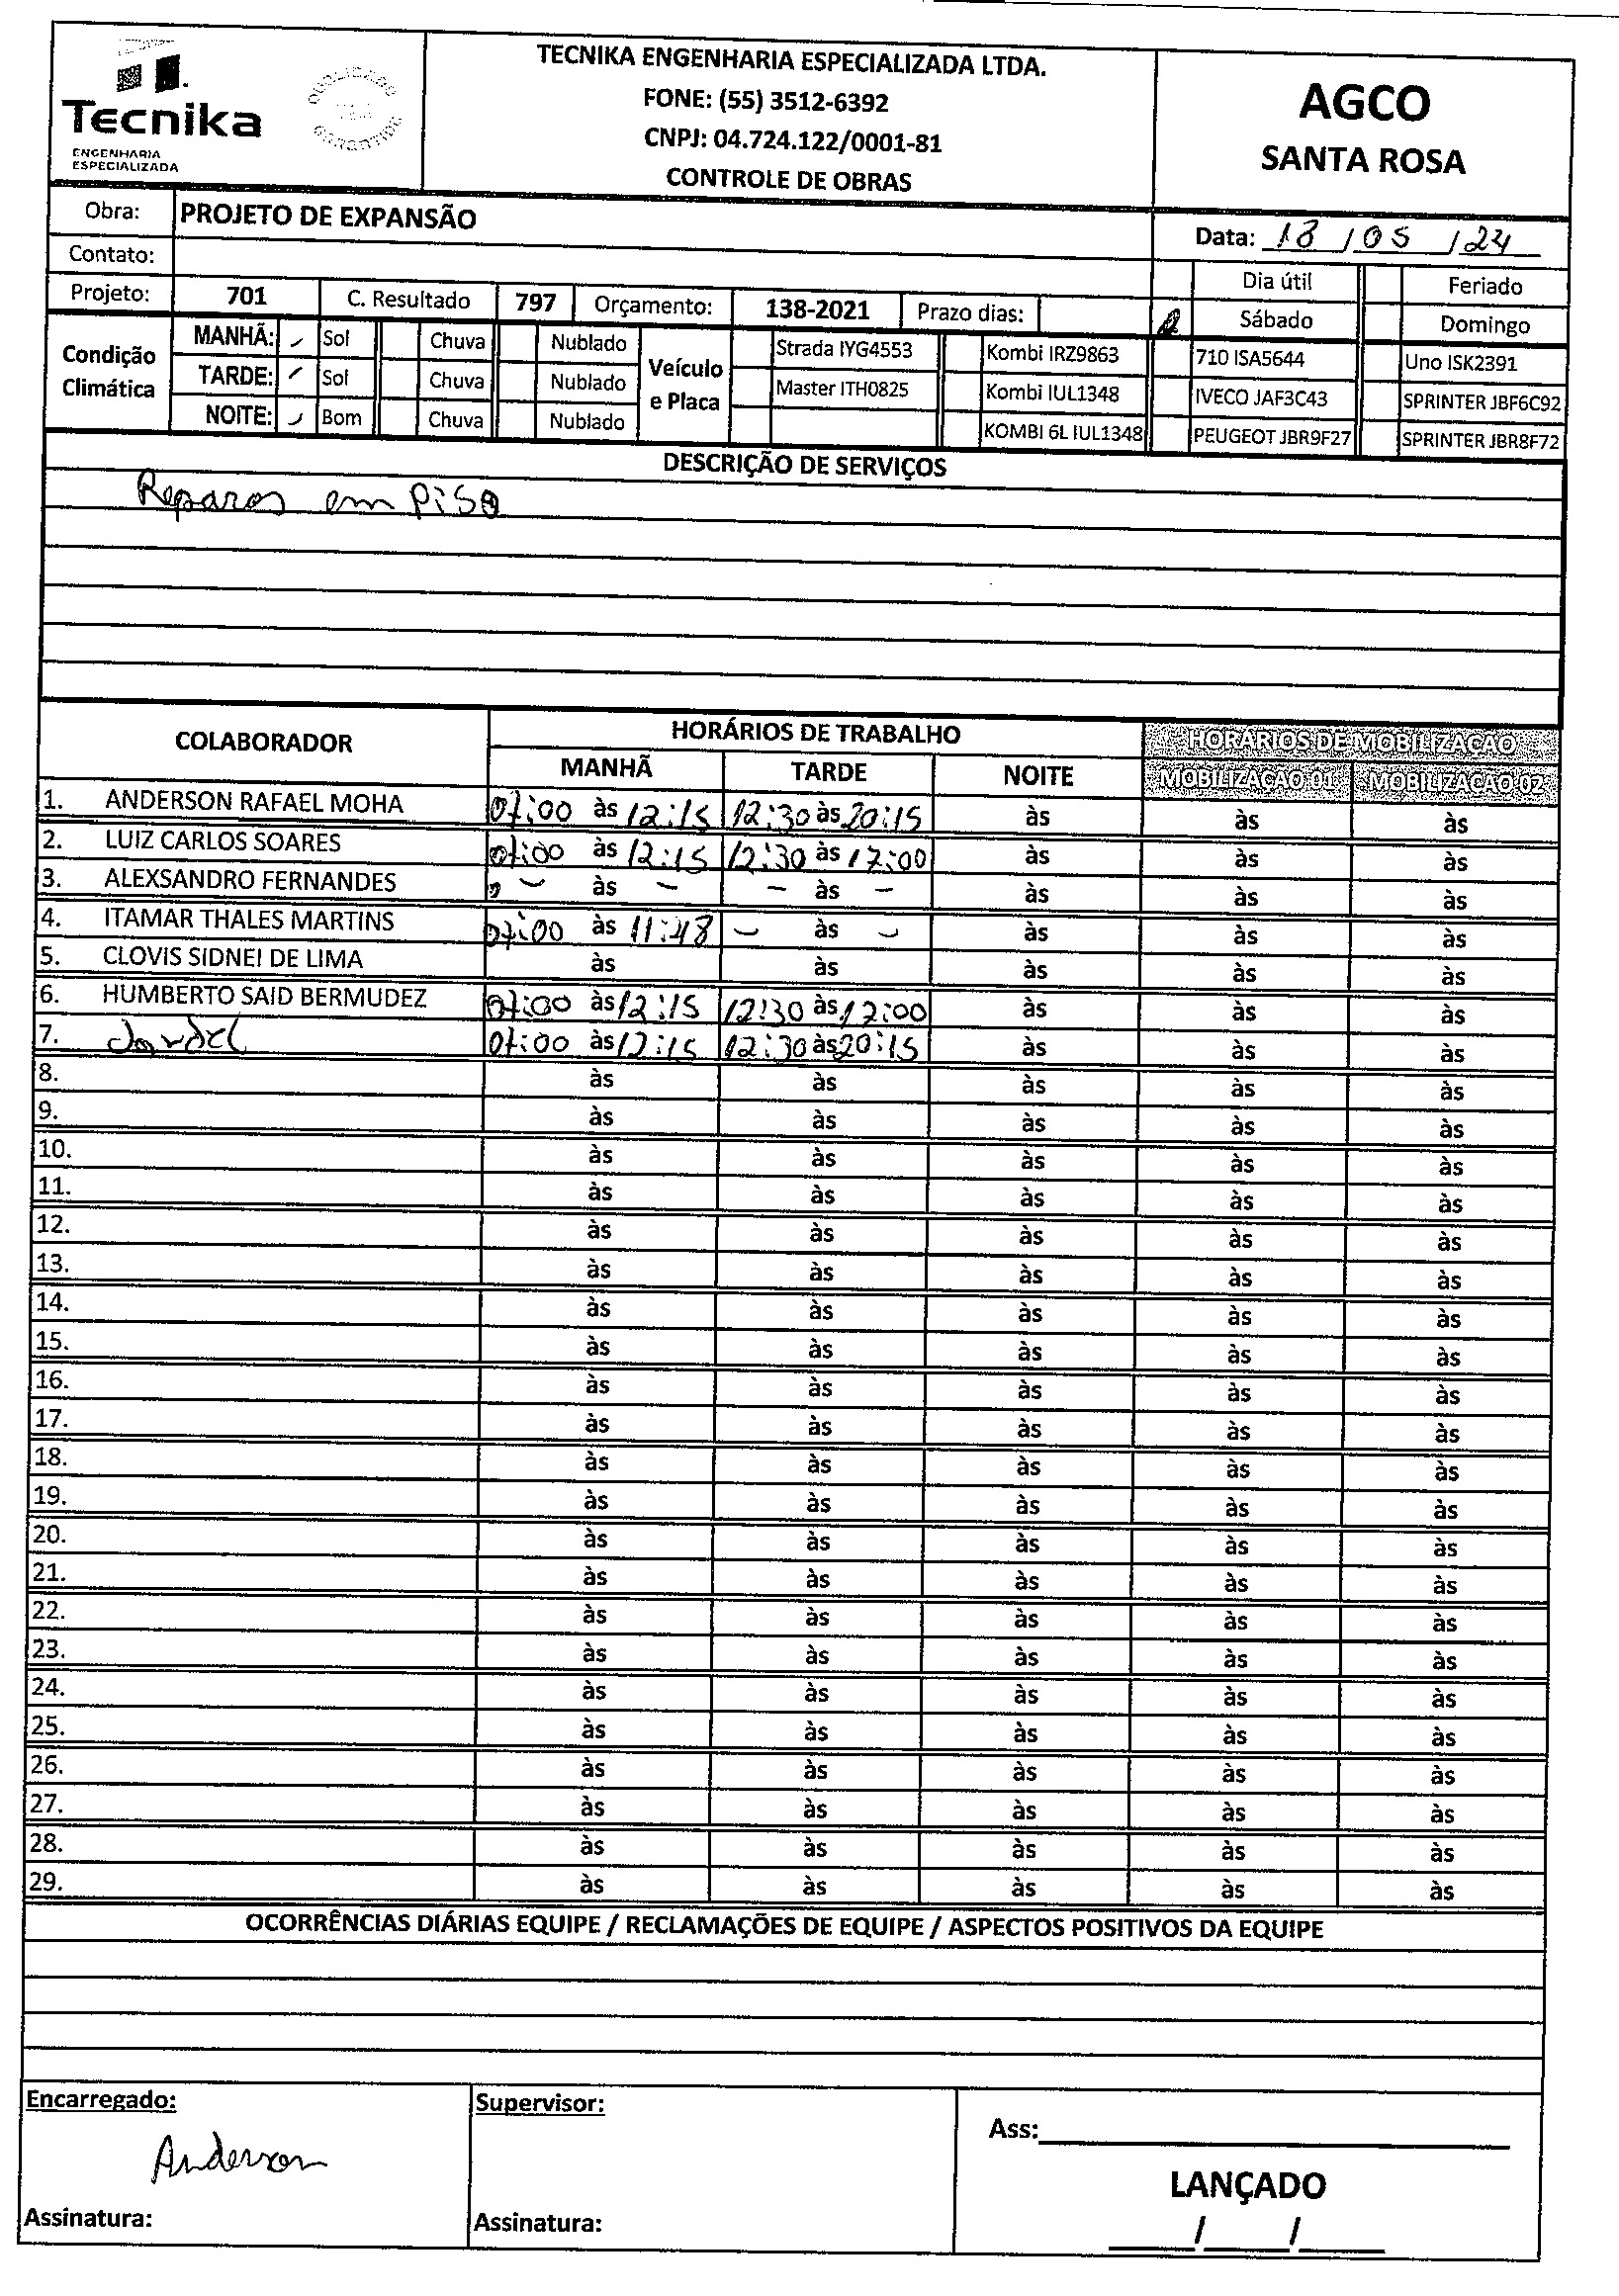 Tecnika
ENGENHARIA
ESPECIALIZADA
QUALIDADE
GARANTIDA
TECNIKA ENGENHARIA ESPECIALIZADA LTDA.
FONE: (55) 3512-6392
CNPJ: 04.724.122/0001-81
CONTROLE DE OBRAS
AGCO
SANTA ROSA
Obra: PROJETO DE EXPANSÃO
Data: 18 / 05 / 24
Contato:
Dia útil Feriado
Projeto: 701 C. Resultado 797 Orçamento: 138-2021 Prazo dias:
Sábado Domingo
Condição Climática
MANHÃ: Sol Chuva Nublado
TARDE: Sol Chuva Nublado
NOITE: Bom Chuva Nublado
Veículo e Placa
Strada IYG4553 Kombi IRZ9863 710 ISA5644 Uno ISK2391
Master ITH0825 Kombi IUL1348 IVECO JAF3C43 SPRINTER JBF6C92
KOMBI 6L IUL1348 PEUGEOT JBR9F27 SPRINTER JBR8F72
DESCRIÇÃO DE SERVIÇOS
Reparos em Piso
COLABORADOR HORÁRIOS DE TRABALHO HORÁRIOS DE MOBILIZAÇÃO
MANHÃ TARDE NOITE MOBILIZAÇÃO 01 MOBILIZAÇÃO 02
1. ANDERSON RAFAEL MOHA 07:00 às 12:15 12:30 às 20:15 às às às
2. LUIZ CARLOS SOARES 07:00 às 12:15 12:30 às 17:00 às às às
3. ALEXSANDRO FERNANDES - às - - às - às às às
4. ITAMAR THALES MARTINS 07:00 às 11:48 - às - às às às
5. CLOVIS SIDNEI DE LIMA às às às às às
6. HUMBERTO SAID BERMUDEZ 07:00 às 12:15 12:30 às 17:00 às às às
7. 07:00 às 12:15 12:30 às 20:15 às às às
8. às às às às às
9. às às às às às
10. às às às às às
11. às às às às às
12. às às às às às
13. às às às às às
14. às às às às às
15. às às às às às
16. às às às às às
17. às às às às às
18. às às às às às
19. às às às às às
20. às às às às às
21. às às às às às
22. às às às às às
23. às às às às às
24. às às às às às
25. às às às às às
26. às às às às às
27. às às às às às
28. às às às às às
29. às às às às às
OCORRÊNCIAS DIÁRIAS EQUIPE / RECLAMAÇÕES DE EQUIPE / ASPECTOS POSITIVOS DA EQUIPE
Encarregado: Supervisor:
Ass:
Anderson
LANÇADO
Assinatura: Assinatura:
/ /